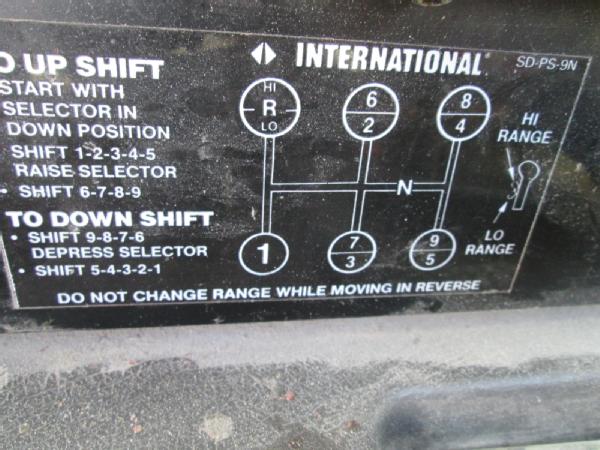 O UP SHIFT
START WITH
SELECTOR IN
DOWN POSITION
SHIFT 1-2-3-4-5
RAISE SELECTOR
• SHIFT 6-7-8-9
TO DOWN SHIFT
• SHIFT 9-8-7-6
DEPRESS SELECTOR
• SHIFT 5-4-3-2-1
INTERNATIONAL
SD-PS-9N
HI
R
LO
6
2
8
4
N
1
7
3
9
5
HI
RANGE
LO
RANGE
DO NOT CHANGE RANGE WHILE MOVING IN REVERSE